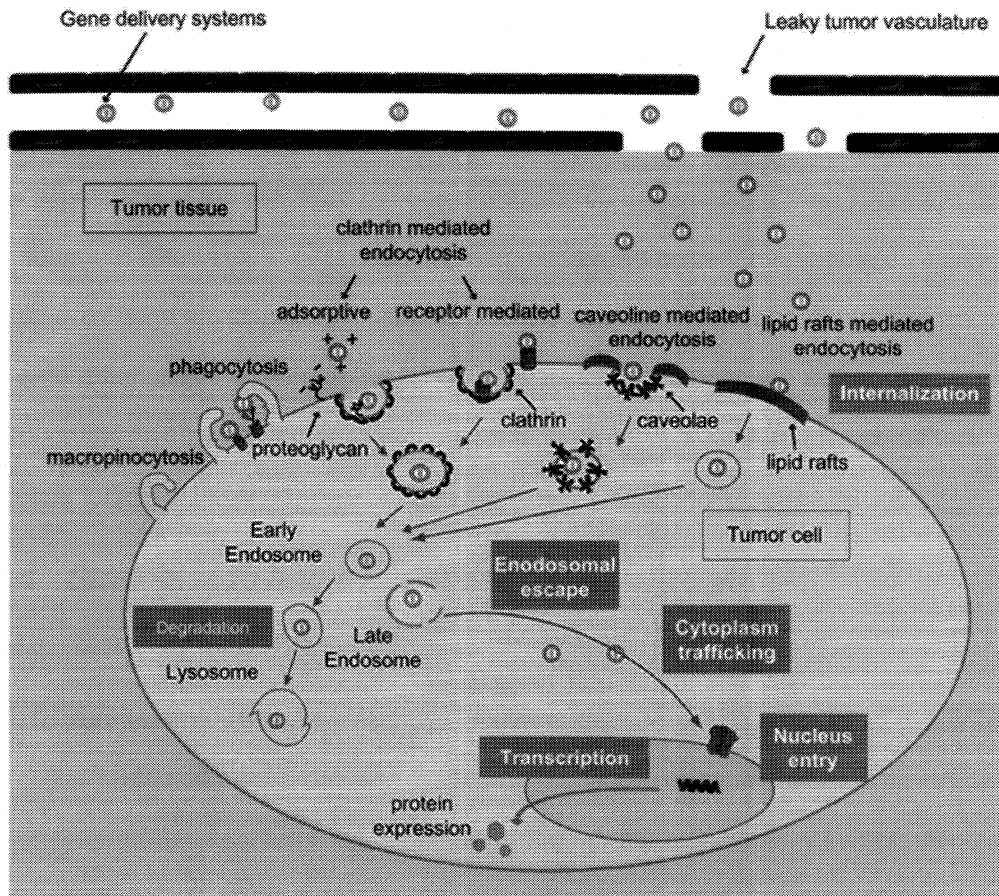 Gene delivery systems
Leaky tumor vasculature
Tumor tissue
clathrin mediated
endocytosis
adsorptive
receptor mediated
caveoline mediated
endocytosis
lipid rafts mediated
endocytosis
phagocytosis
Internalization
macropinocytosis
proteoglycan
clathrin
caveolae
lipid rafts
Early
Endosome
Tumor cell
Enodosomal
escape
Degradation
Late
Endosome
Cytoplasm
trafficking
Lysosome
Transcription
Nucleus
entry
protein
expression